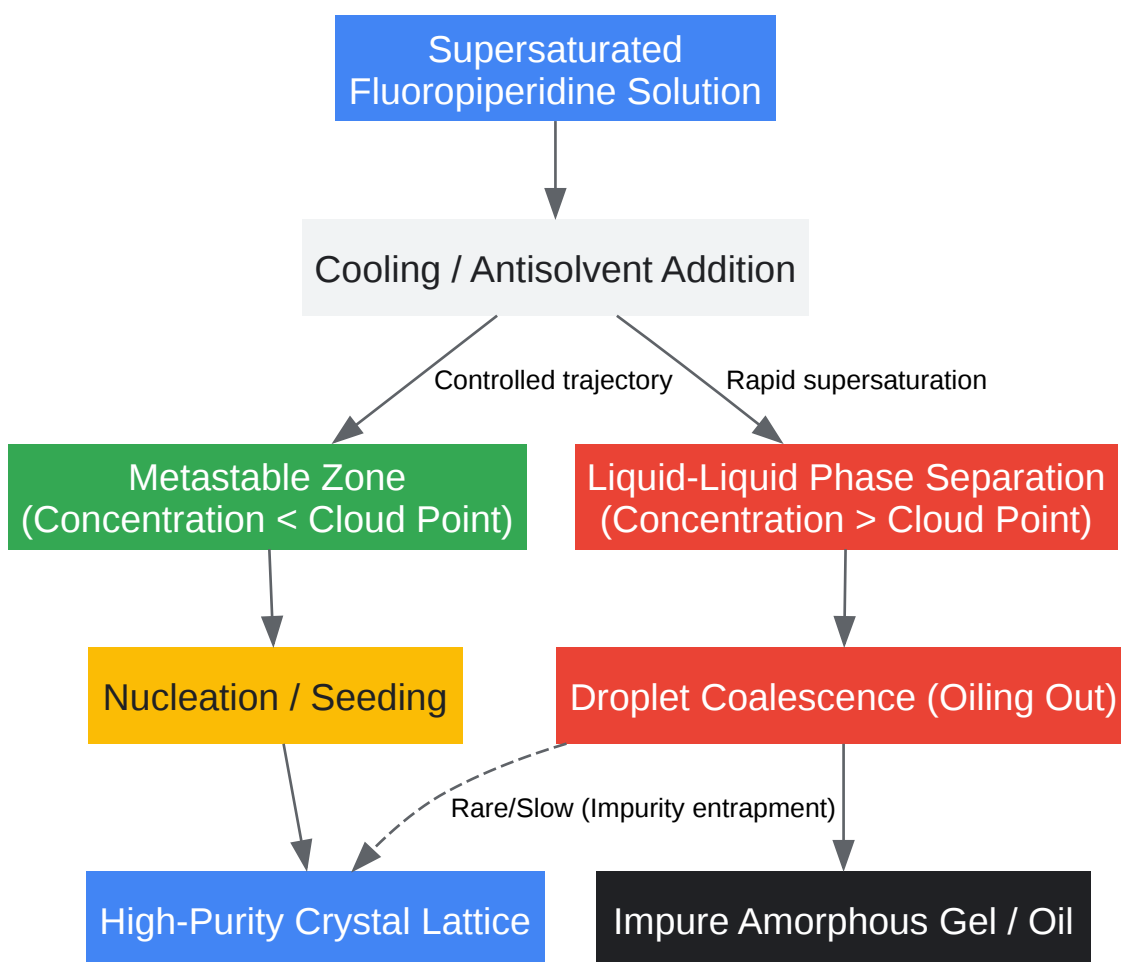 Supersaturated
Fluoropiperidine Solution
Cooling / Antisolvent Addition
Controlled trajectory
Rapid supersaturation
Metastable Zone
(Concentration < Cloud Point)
Liquid-Liquid Phase Separation
(Concentration > Cloud Point)
Nucleation / Seeding
Droplet Coalescence (Oiling Out)
Rare/Slow (Impurity entrapment)
High-Purity Crystal Lattice
Impure Amorphous Gel / Oil